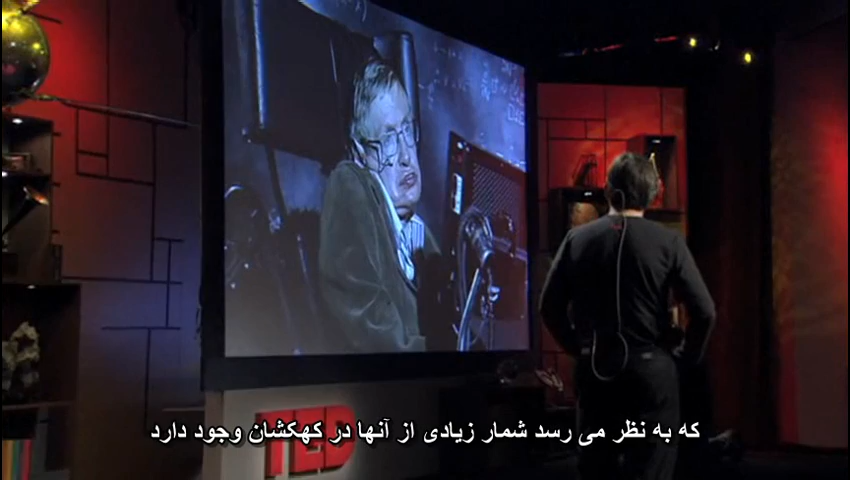 که به نظر می رسد شمار زیادی از آنها در کهکشان وجود دارد
TED